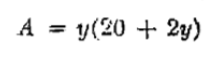 A = y(20 + 2y)